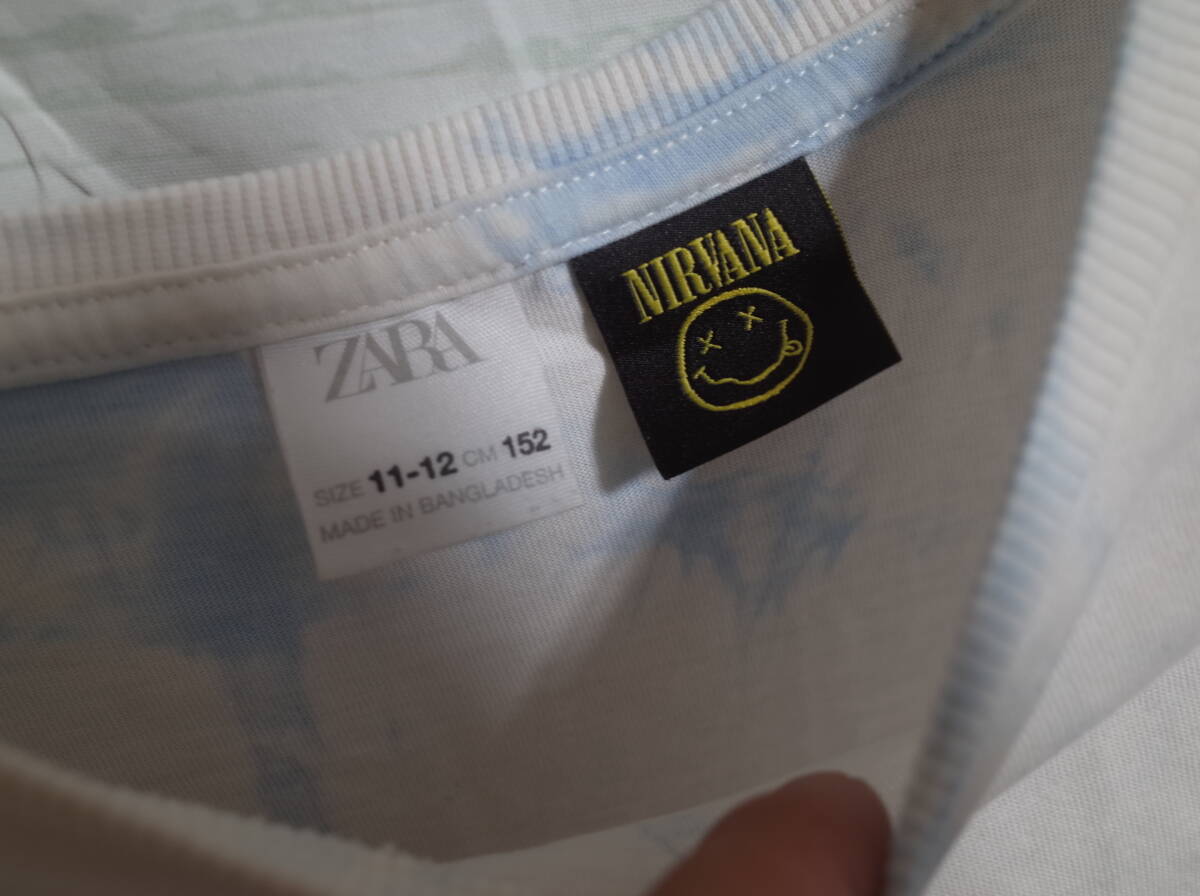 ZARA
SIZE 11-12 CM 152
MADE IN BANGLADESH
NIRVANA